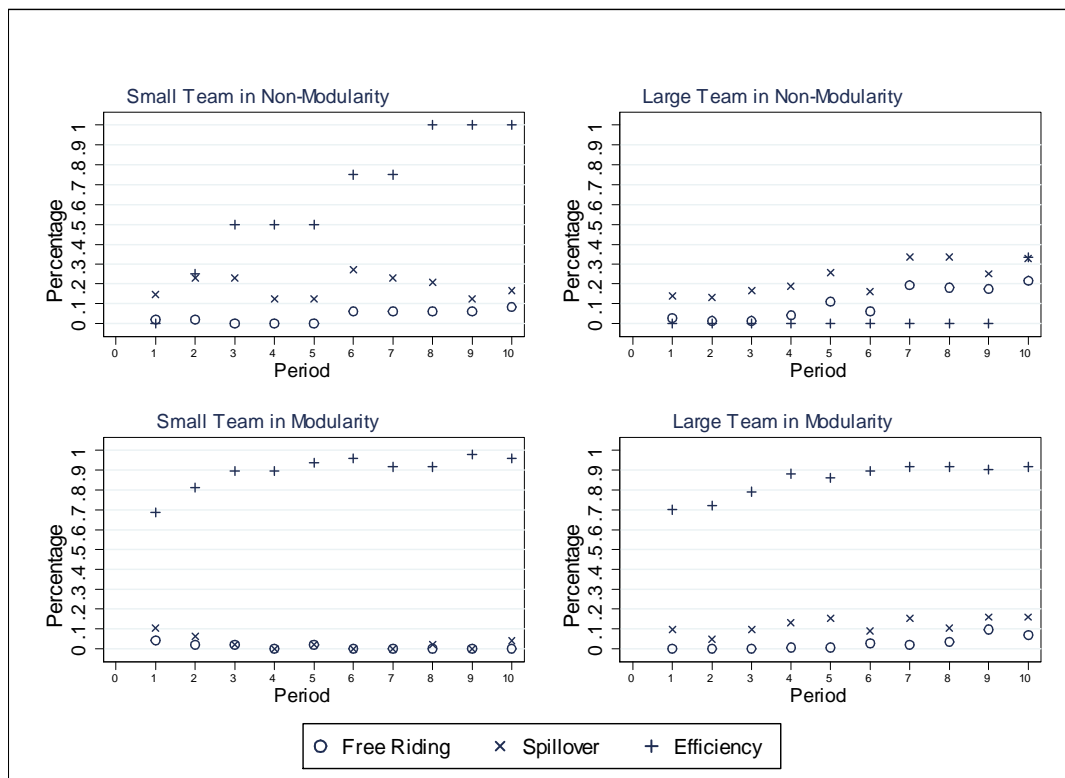 Small Team in Non-Modularity
Percentage
0 .1 .2 .3 .4 .5 .6 .7 .8 .9 1
0 1 2 3 4 5 6 7 8 9 10
Period
Large Team in Non-Modularity
Percentage
0 .1 .2 .3 .4 .5 .6 .7 .8 .9 1
0 1 2 3 4 5 6 7 8 9 10
Period
Small Team in Modularity
Percentage
0 .1 .2 .3 .4 .5 .6 .7 .8 .9 1
0 1 2 3 4 5 6 7 8 9 10
Period
Large Team in Modularity
Percentage
0 .1 .2 .3 .4 .5 .6 .7 .8 .9 1
0 1 2 3 4 5 6 7 8 9 10
Period
Free Riding Spillover Efficiency